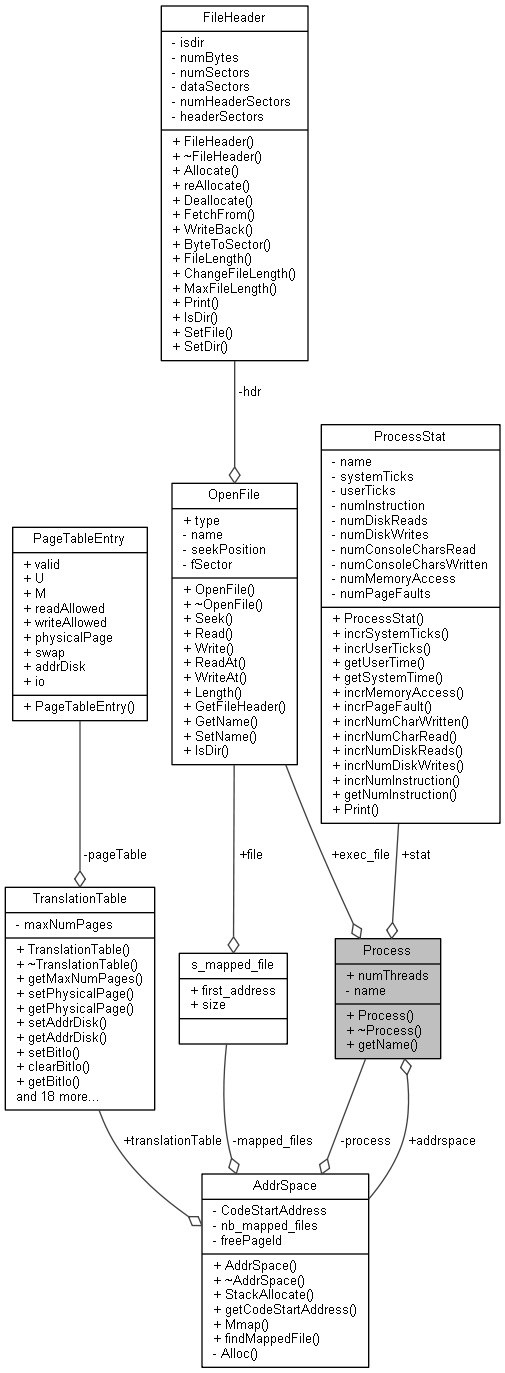 FileHeader
- isdir
- numBytes
- numSectors
- dataSectors
- numHeaderSectors
- headerSectors
+ FileHeader()
+ ~FileHeader()
+ Allocate()
+ reAllocate()
+ Deallocate()
+ FetchFrom()
+ WriteBack()
+ ByteToSector()
+ FileLength()
+ ChangeFileLength()
+ MaxFileLength()
+ Print()
+ IsDir()
+ SetFile()
+ SetDir()
-hdr
OpenFile
+ type
- name
- seekPosition
- fSector
+ OpenFile()
+ ~OpenFile()
+ Seek()
+ Read()
+ Write()
+ ReadAt()
+ WriteAt()
+ Length()
+ GetFileHeader()
+ GetName()
+ SetName()
+ IsDir()
ProcessStat
- name
- systemTicks
- userTicks
- numInstruction
- numDiskReads
- numDiskWrites
- numConsoleCharsRead
- numConsoleCharsWritten
- numMemoryAccess
- numPageFaults
+ ProcessStat()
+ incrSystemTicks()
+ incrUserTicks()
+ getUserTime()
+ getSystemTime()
+ incrMemoryAccess()
+ incrPageFault()
+ incrNumCharWritten()
+ incrNumCharRead()
+ incrNumDiskReads()
+ incrNumDiskWrites()
+ incrNumInstruction()
+ getNumInstruction()
+ Print()
PageTableEntry
+ valid
+ U
+ M
+ readAllowed
+ writeAllowed
+ physicalPage
+ swap
+ addrDisk
+ io
+ PageTableEntry()
-pageTable
+file
+exec_file
+stat
TranslationTable
- maxNumPages
+ TranslationTable()
+ ~TranslationTable()
+ getMaxNumPages()
+ setPhysicalPage()
+ getPhysicalPage()
+ setAddrDisk()
+ getAddrDisk()
+ setBitIo()
+ clearBitIo()
+ getBitIo()
and 18 more...
s_mapped_file
+ first_address
+ size
Process
+ numThreads
- name
+ Process()
+ ~Process()
+ getName()
+translationTable
-mapped_files
-process
+addrspace
AddrSpace
- CodeStartAddress
- nb_mapped_files
- freePageId
+ AddrSpace()
+ ~AddrSpace()
+ StackAllocate()
+ getCodeStartAddress()
+ Mmap()
+ findMappedFile()
- Alloc()